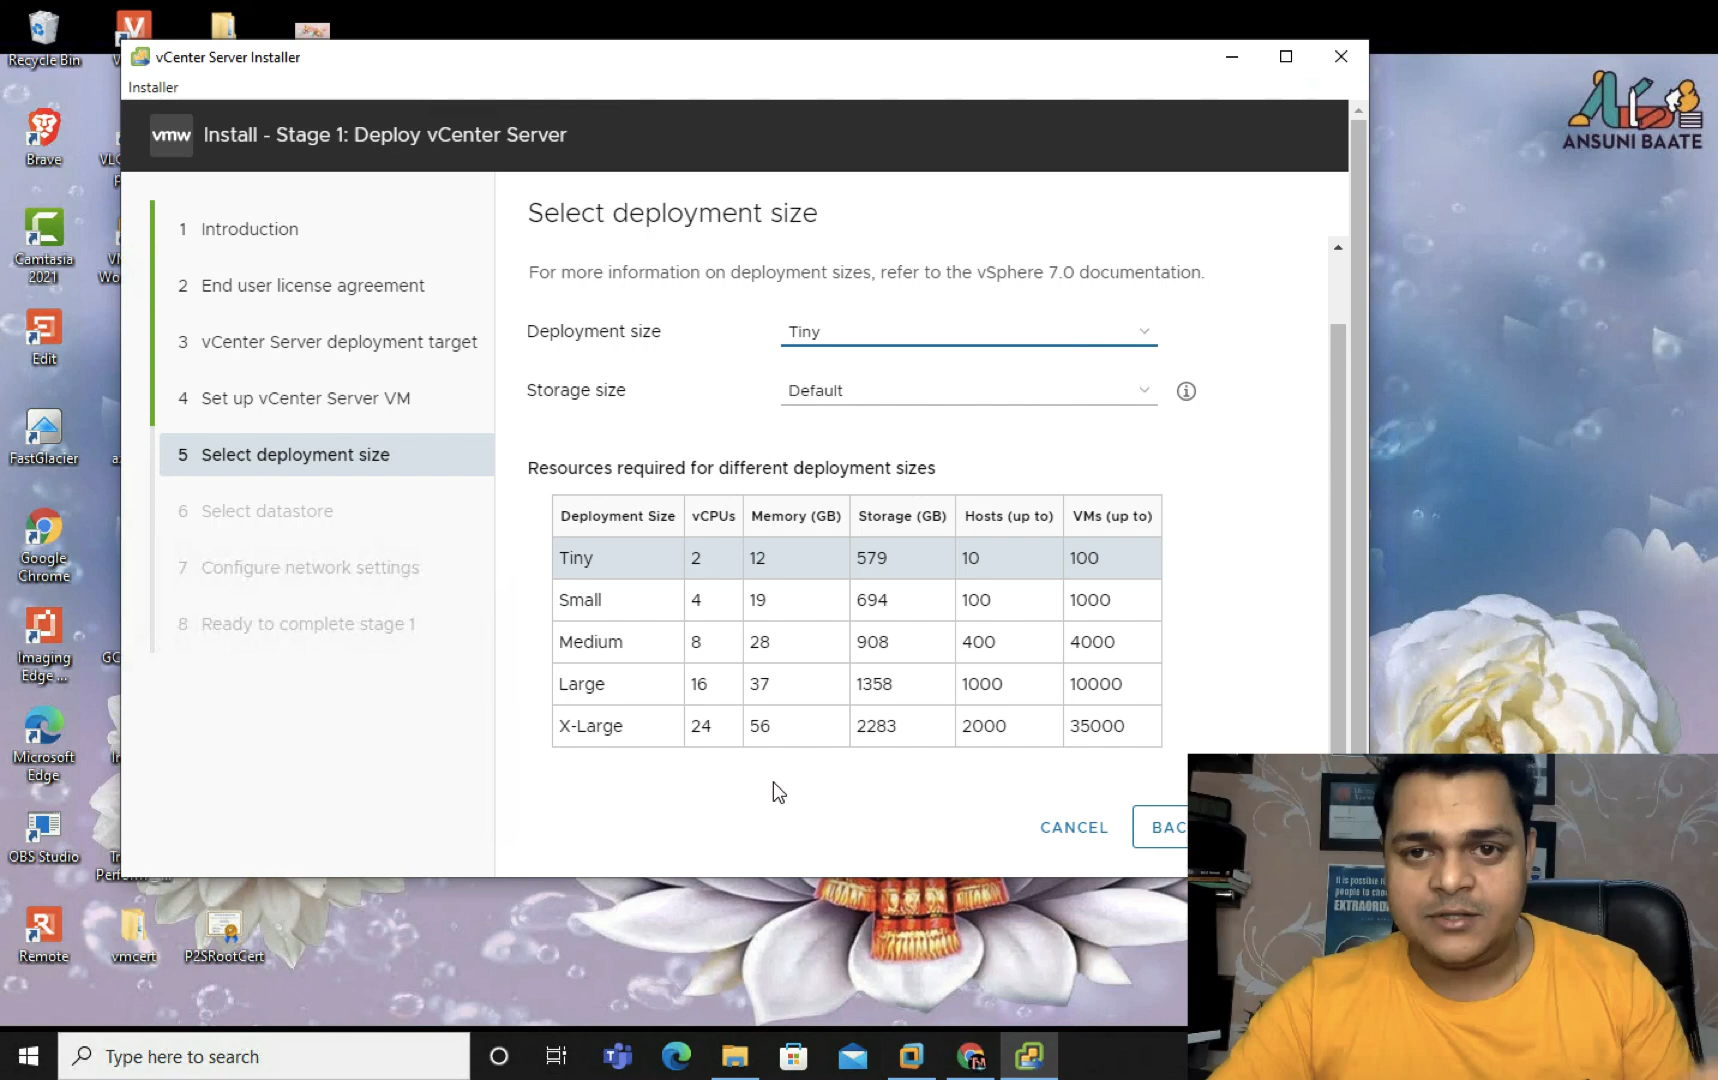 Recycle Bin
Brave
Camtasia
2021
Edit
FastGlacier
Google
Chrome
Imaging
Edge ...
Microsoft
Edge
OBS Studio
Remote
vmcert
P2SRootCert
vCenter Server Installer
Installer
vmw
Install - Stage 1: Deploy vCenter Server
1 Introduction
2 End user license agreement
3 vCenter Server deployment target
4 Set up vCenter Server VM
5 Select deployment size
6 Select datastore
7 Configure network settings
8 Ready to complete stage 1
Select deployment size
For more information on deployment sizes, refer to the vSphere 7.0 documentation.
Deployment size Tiny
Storage size Default
Resources required for different deployment sizes
Deployment Size vCPUs Memory (GB) Storage (GB) Hosts (up to) VMs (up to)
Tiny 2 12 579 10 100
Small 4 19 694 100 1000
Medium 8 28 908 400 4000
Large 16 37 1358 1000 10000
X-Large 24 56 2283 2000 35000
CANCEL BAC
ANSUNI BAATE
It is possible
people to cho
EXTRAORD
Type here to search